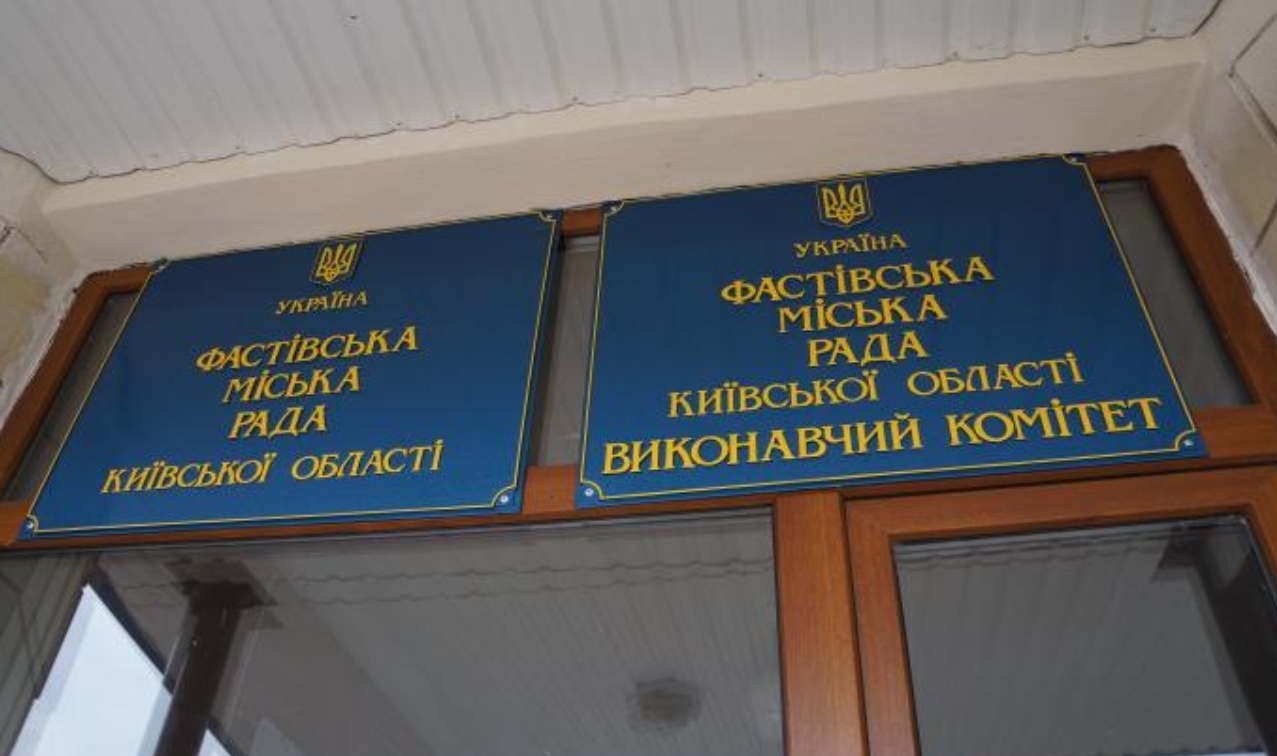 УКРАЇНА
ФАСТІВСЬКА
МІСЬКА
РАДА
КИЇВСЬКОЇ ОБЛАСТІ
УКРАЇНА
ФАСТІВСЬКА
МІСЬКА
РАДА
КИЇВСЬКОЇ ОБЛАСТІ
ВИКОНАВЧИЙ КОМІТЕТ